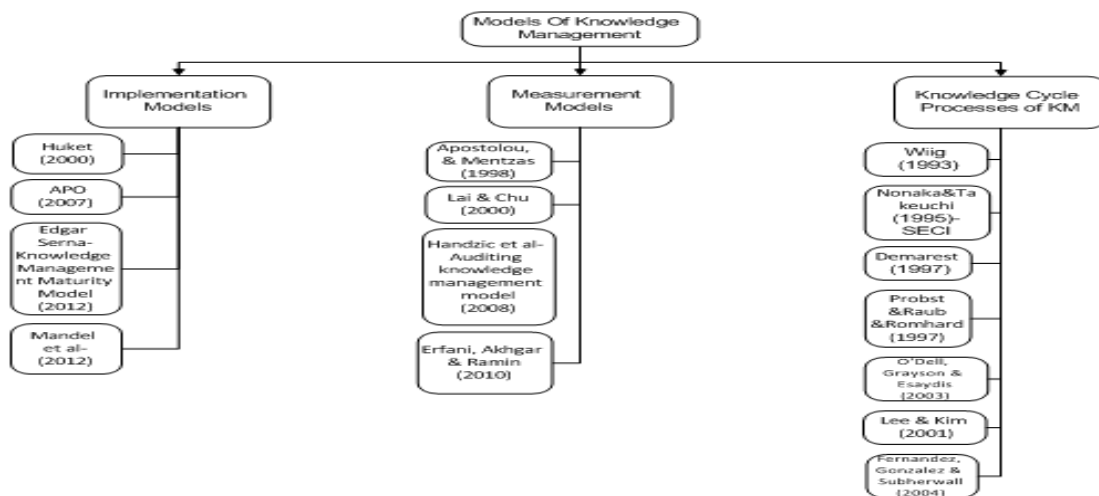 Models Of Knowledge
Management
Implementation
Models
Measurement
Models
Knowledge Cycle
Processes of KM
Huket
(2000)
APO
(2007)
Edgar
Serna-
Knowledge
Manageme
nt Maturity
Model
(2012)
Mandel
et al-
(2012)
Apostolou,
& Mentzas
(1998)
Lai & Chu
(2000)
Handzic et al-
Auditing
knowledge
management
model
(2008)
Erfani, Akhgar
& Ramin
(2010)
Wiig
(1993)
Nonaka&Ta
keuchi
(1995)-
SECI
Demarest
(1997)
Probst
&Raub
&Romhard
(1997)
O'Dell,
Grayson &
Esaydis
(2003)
Lee & Kim
(2001)
Fernandez,
Gonzalez &
Subherwall
(2004)